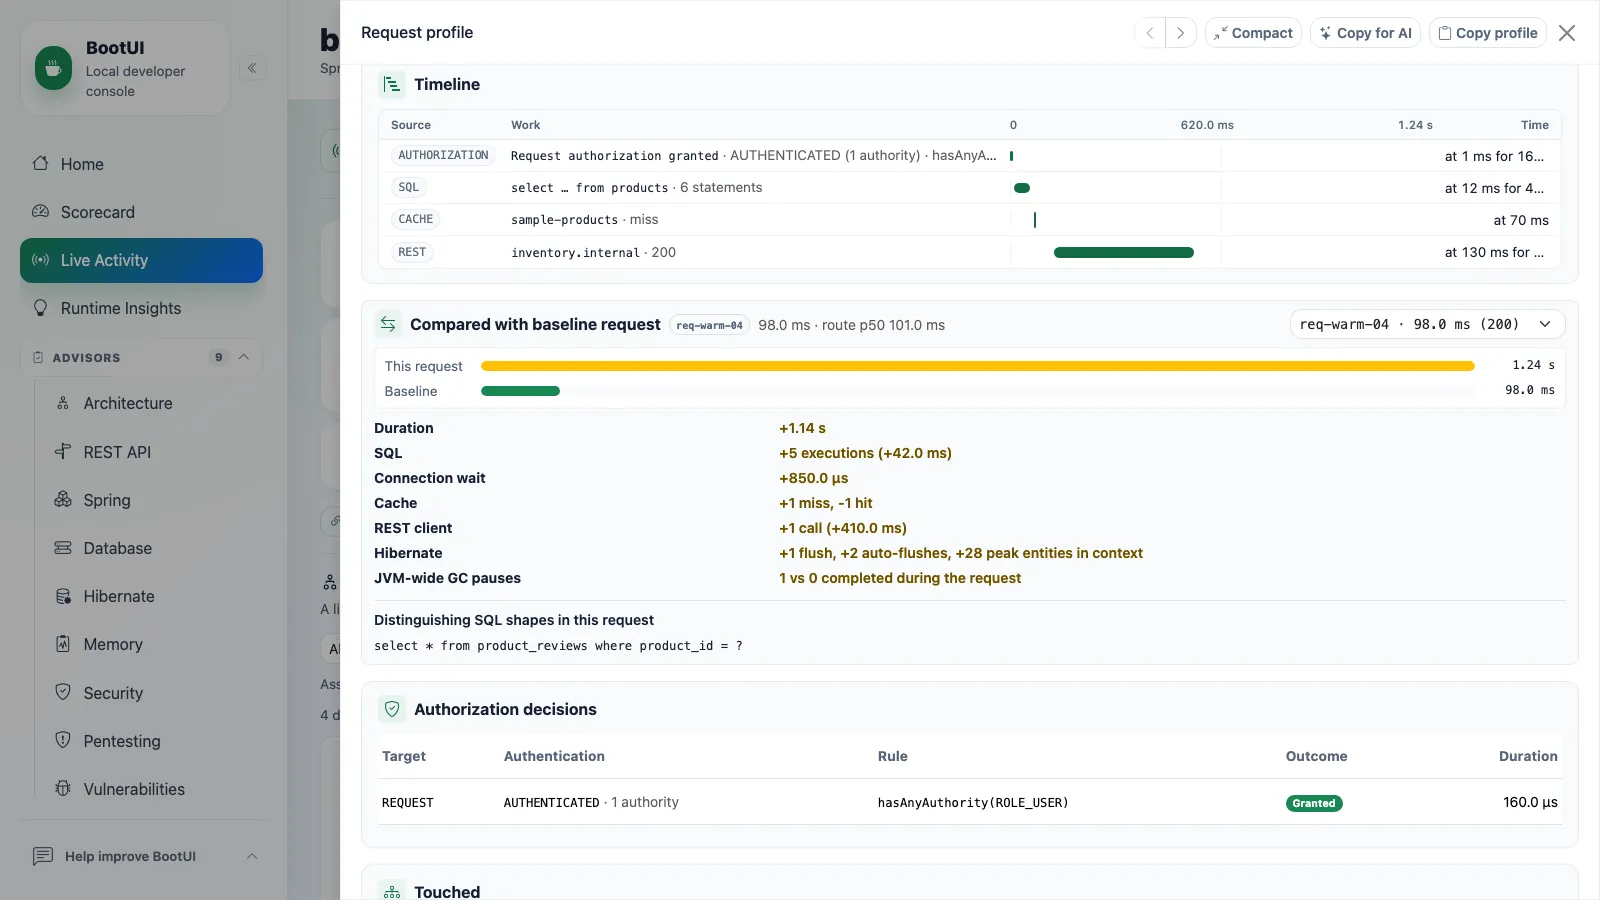 BootUI
Local developer
console
Home
Scorecard
Live Activity
Runtime Insights
ADVISORS 9
Architecture
REST API
Spring
Database
Hibernate
Memory
Security
Pentesting
Vulnerabilities
Help improve BootUI
b
Spr
A li
Al
Ass
4 d
Request profile
Compact
Copy for AI
Copy profile
Timeline
Source Work 0 620.0 ms 1.24 s Time
AUTHORIZATION Request authorization granted · AUTHENTICATED (1 authority) · hasAnyA... at 1 ms for 16...
SQL select … from products · 6 statements at 12 ms for 4...
CACHE sample-products · miss at 70 ms
REST inventory.internal · 200 at 130 ms for ...
Compared with baseline request req-warm-04 98.0 ms · route p50 101.0 ms req-warm-04 · 98.0 ms (200)
This request 1.24 s
Baseline 98.0 ms
Duration +1.14 s
SQL +5 executions (+42.0 ms)
Connection wait +850.0 µs
Cache +1 miss, -1 hit
REST client +1 call (+410.0 ms)
Hibernate +1 flush, +2 auto-flushes, +28 peak entities in context
JVM-wide GC pauses 1 vs 0 completed during the request
Distinguishing SQL shapes in this request
select * from product_reviews where product_id = ?
Authorization decisions
Target Authentication Rule Outcome Duration
REQUEST AUTHENTICATED · 1 authority hasAnyAuthority(ROLE_USER) Granted 160.0 µs
Touched